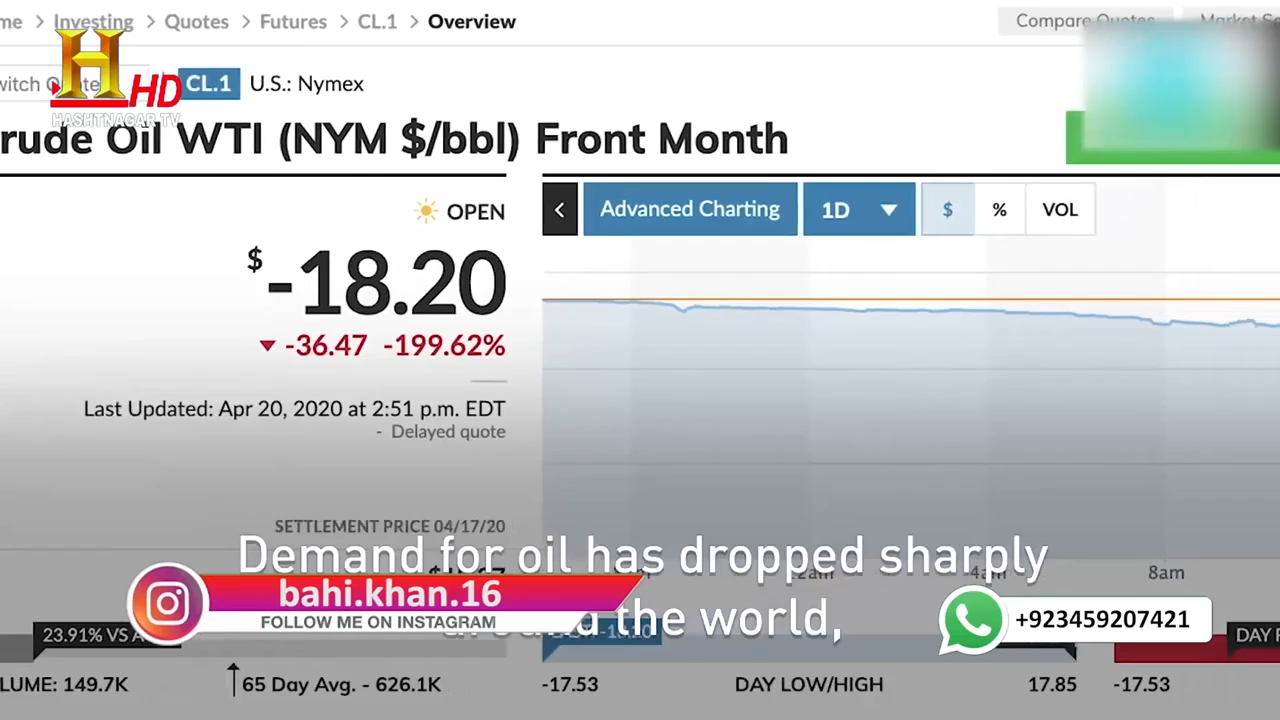 Investing > Quotes > Futures > CL.1 > Overview
Compare Quotes
H HD
HASHTNAGAR TV
CL.1 U.S.: Nymex
rude Oil WTI (NYM $/bbl) Front Month
OPEN
Advanced Charting 1D $ % VOL
$ -18.20
-36.47 -199.62%
Last Updated: Apr 20, 2020 at 2:51 p.m. EDT
- Delayed quote
SETTLEMENT PRICE 04/17/20
Demand for oil has dropped sharply
4am 8am
bahi.khan.16
FOLLOW ME ON INSTAGRAM
the world,
+923459207421
23.91% VS
DAY
LUME: 149.7K
65 Day Avg. - 626.1K
-17.53 DAY LOW/HIGH 17.85
-17.53